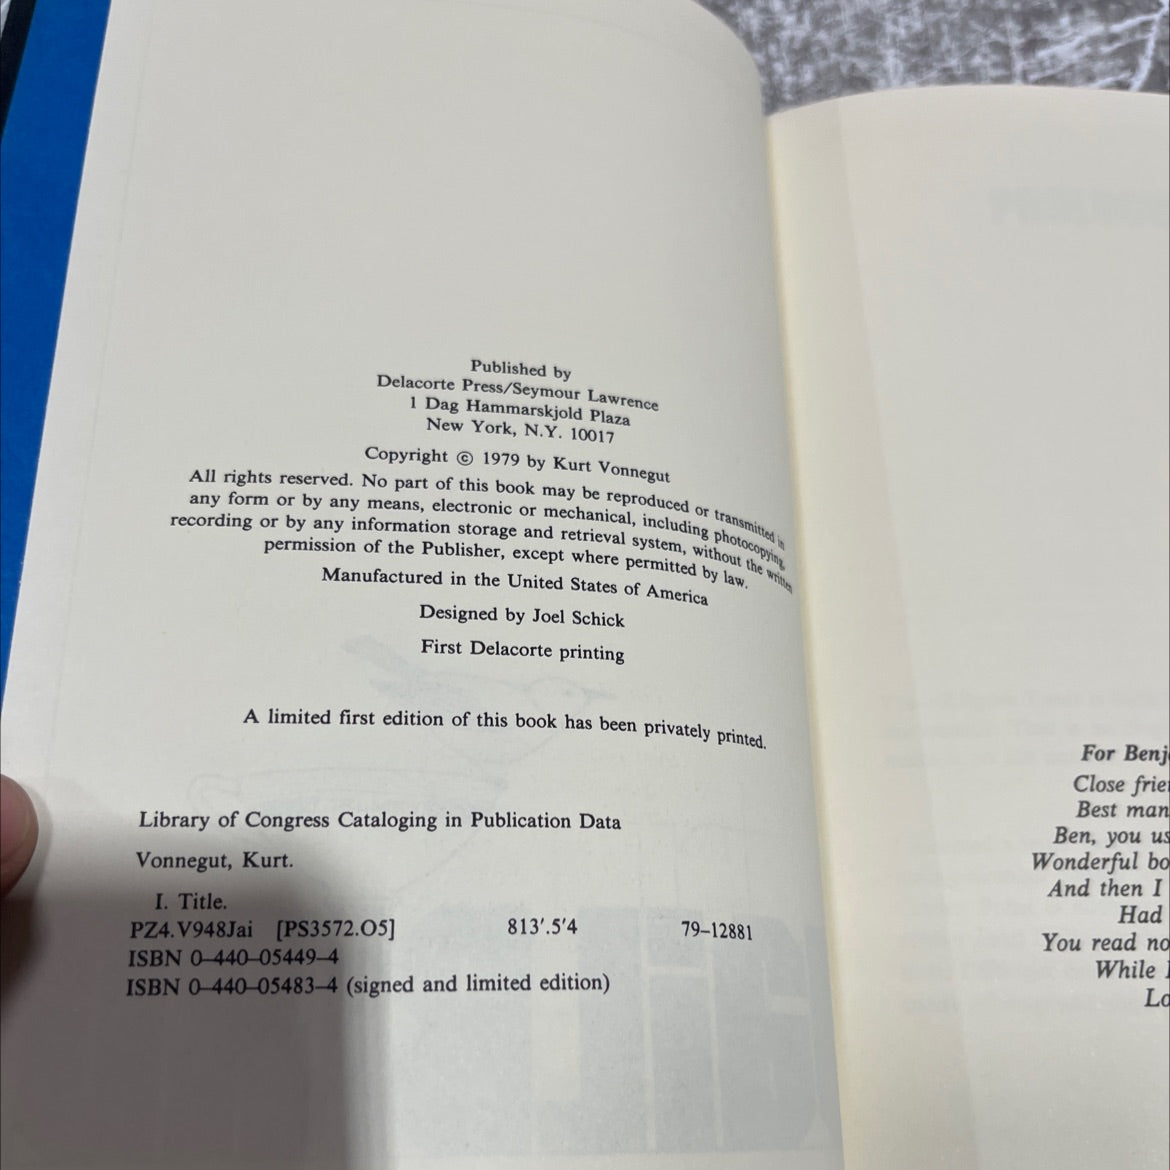 Published by
Delacorte Press/Seymour Lawrence
1 Dag Hammarskjold Plaza
New York, N.Y. 10017
Copyright © 1979 by Kurt Vonnegut
All rights reserved. No part of this book may be reproduced or transmitted in
any form or by any means, electronic or mechanical, including photocopying,
recording or by any information storage and retrieval system, without the written
permission of the Publisher, except where permitted by law.
Manufactured in the United States of America
Designed by Joel Schick
First Delacorte printing
A limited first edition of this book has been privately printed.
Library of Congress Cataloging in Publication Data
Vonnegut, Kurt.
I. Title.
PZ4.V948Jai [PS3572.O5] 813'.5'4 79–12881
ISBN 0–440–05449–4
ISBN 0–440–05483–4 (signed and limited edition)
For Benj
Close frie
Best man
Ben, you us
Wonderful bo
And then I
Had
You read no
While
Lo